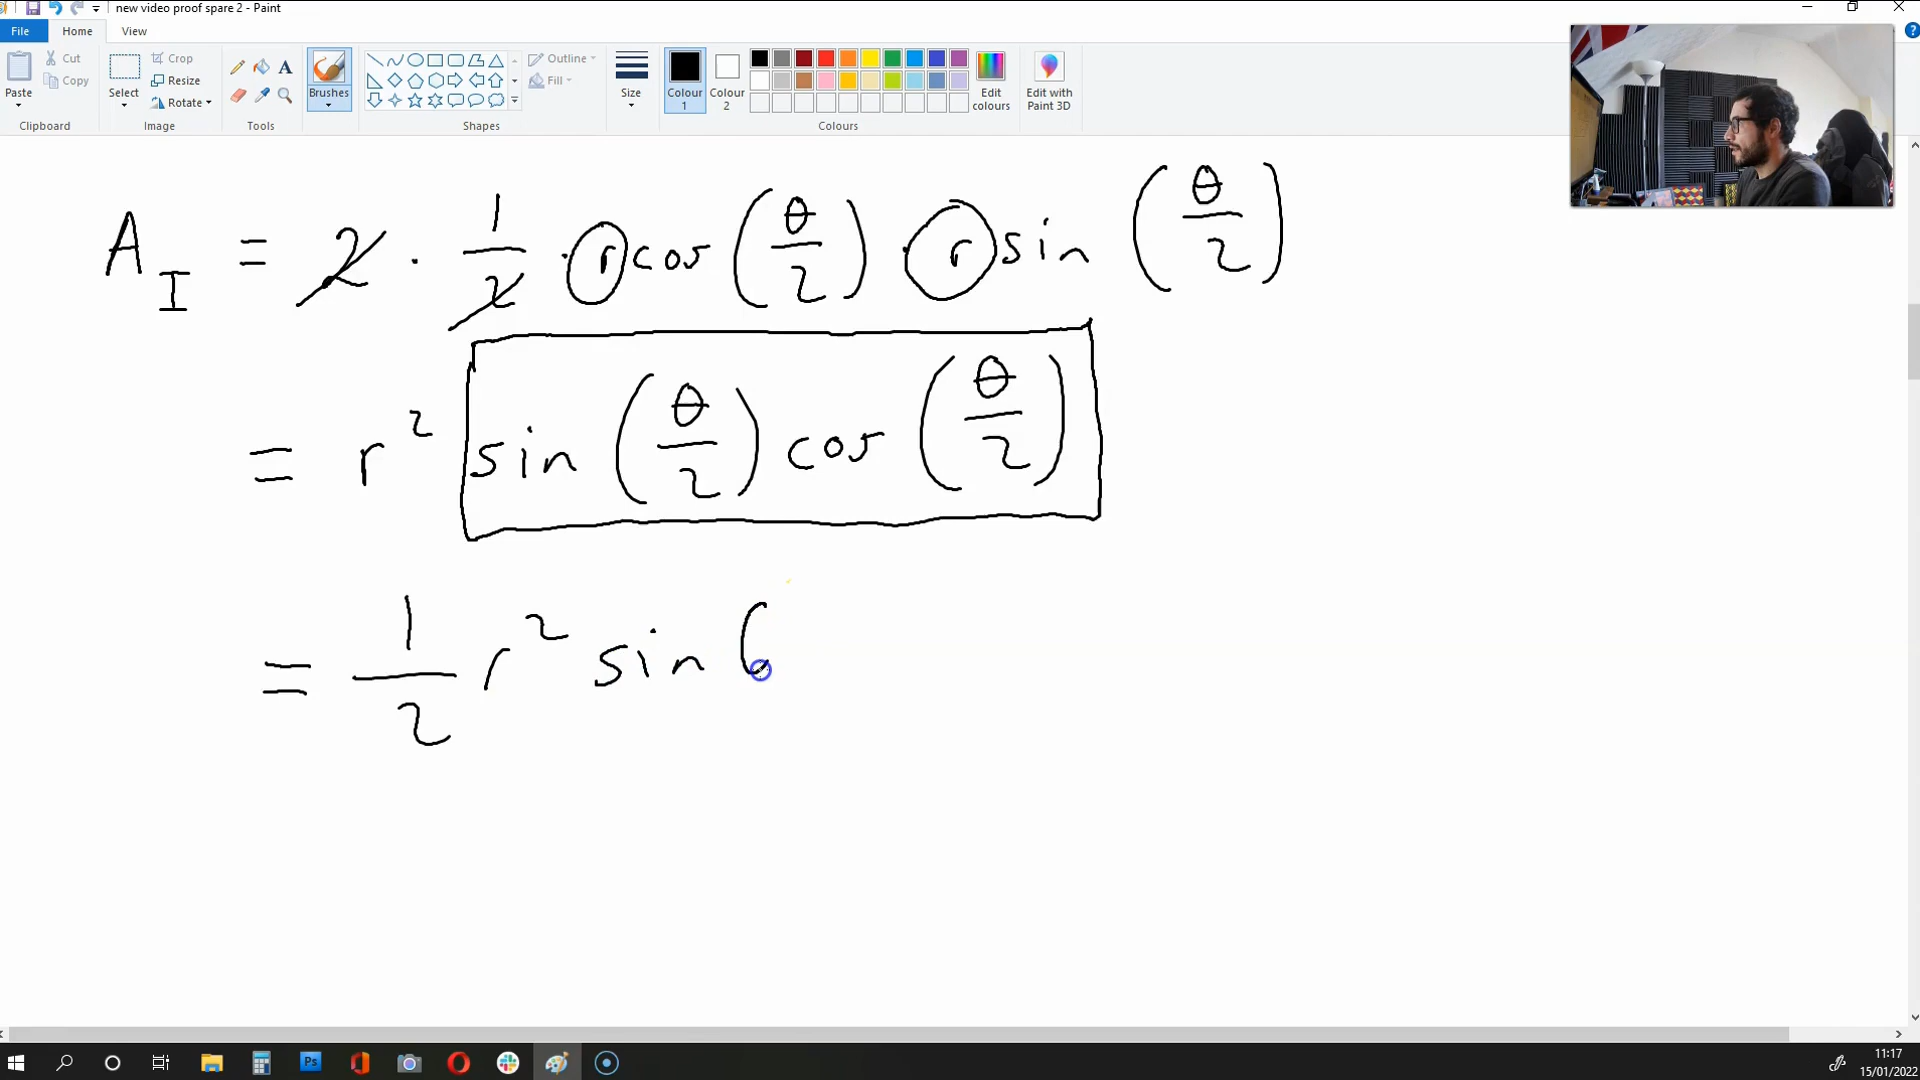 new video proof spare 2 - Paint
File Home View
Paste
Cut
Copy
Clipboard
Select
Crop
Resize
Rotate
Image
Tools
Brushes
Shapes
Outline
Fill
Size
Colour 1
Colour 2
Edit colours
Edit with Paint 3D
Colours
A_I = 2 · 1/2 · r cos (θ/2) · r sin (θ/2)
= r² sin (θ/2) cos (θ/2)
= 1/2 r² sin (
Ps
11:17
15/01/2022